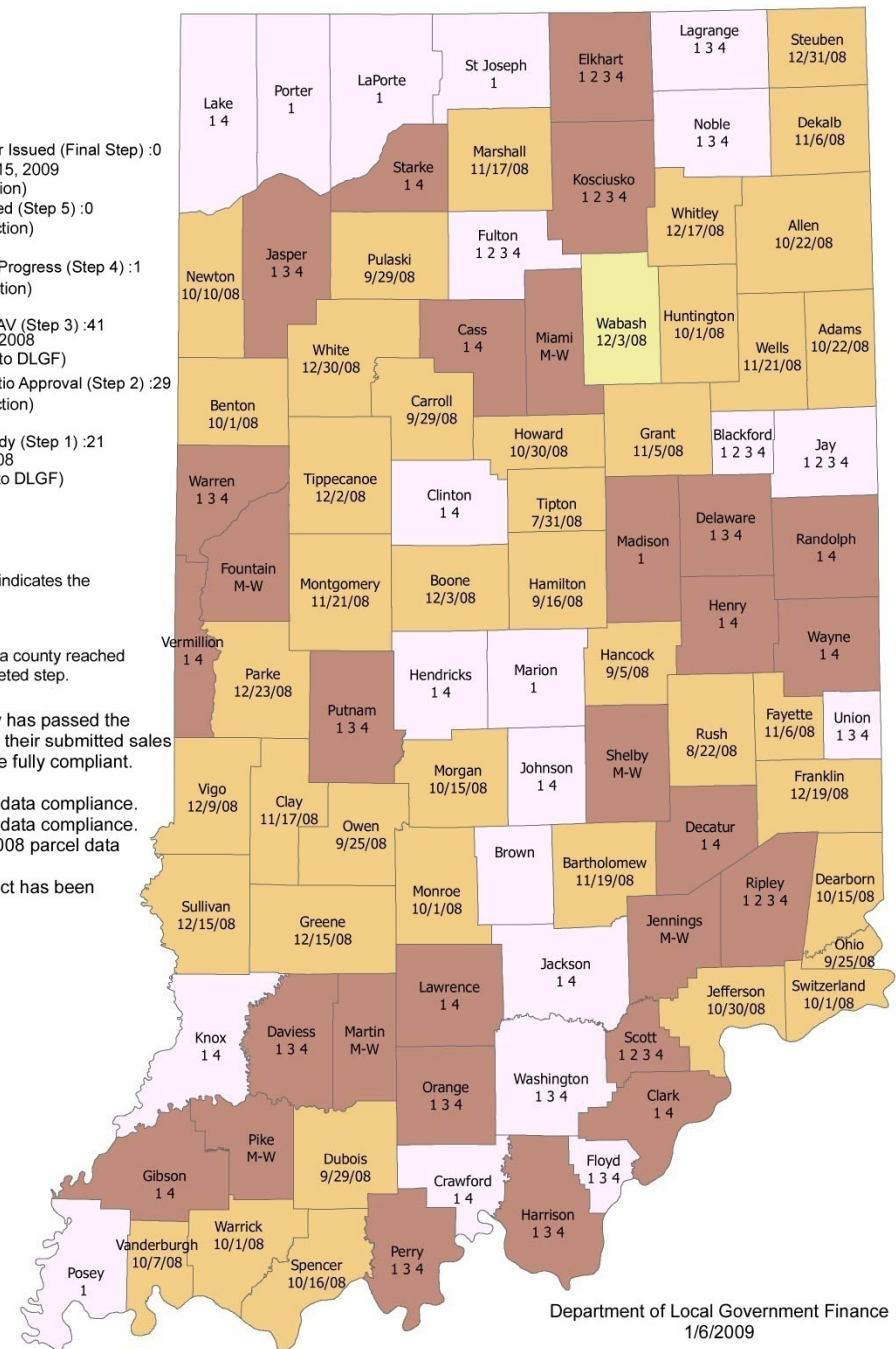 r Issued (Final Step) :0
15, 2009
ion)
ed (Step 5) :0
ction)
Progress (Step 4) :1
tion)
AV (Step 3) :41
2008
to DLGF)
tio Approval (Step 2) :29
ction)
dy (Step 1) :21
08
to DLGF)
indicates the
a county reached
eted step.
y has passed the
their submitted sales
e fully compliant.
data compliance.
data compliance.
008 parcel data
ct has been
Lake
1 4
Porter
1
LaPorte
1
St Joseph
1
Elkhart
1 2 3 4
Lagrange
1 3 4
Steuben
12/31/08
Noble
1 3 4
Dekalb
11/6/08
Starke
1 4
Marshall
11/17/08
Kosciusko
1 2 3 4
Whitley
12/17/08
Allen
10/22/08
Newton
10/10/08
Jasper
1 3 4
Pulaski
9/29/08
Fulton
1 2 3 4
Wabash
12/3/08
Huntington
10/1/08
White
12/30/08
Cass
1 4
Miami
M-W
Wells
11/21/08
Adams
10/22/08
Benton
10/1/08
Carroll
9/29/08
Howard
10/30/08
Grant
11/5/08
Blackford
1 2 3 4
Jay
1 2 3 4
Warren
1 3 4
Tippecanoe
12/2/08
Clinton
1 4
Tipton
7/31/08
Madison
1
Delaware
1 3 4
Randolph
1 4
Fountain
M-W
Montgomery
11/21/08
Boone
12/3/08
Hamilton
9/16/08
Henry
1 4
Wayne
1 4
Vermillion
1 4
Parke
12/23/08
Putnam
1 3 4
Hendricks
1 4
Marion
1
Hancock
9/5/08
Rush
8/22/08
Fayette
11/6/08
Union
1 3 4
Shelby
M-W
Vigo
12/9/08
Clay
11/17/08
Owen
9/25/08
Morgan
10/15/08
Johnson
1 4
Franklin
12/19/08
Decatur
1 4
Brown
Bartholomew
11/19/08
Sullivan
12/15/08
Greene
12/15/08
Monroe
10/1/08
Jennings
M-W
Ripley
1 2 3 4
Dearborn
10/15/08
Ohio
9/25/08
Jackson
1 4
Lawrence
1 4
Jefferson
10/30/08
Switzerland
10/1/08
Knox
1 4
Daviess
1 3 4
Martin
M-W
Scott
1 2 3 4
Orange
1 3 4
Washington
1 3 4
Clark
1 4
Gibson
1 4
Pike
M-W
Dubois
9/29/08
Crawford
1 4
Floyd
1 3 4
Harrison
1 3 4
Posey
1
Vanderburgh
10/7/08
Warrick
10/1/08
Spencer
10/16/08
Perry
1 3 4
Department of Local Government Finance
1/6/2009